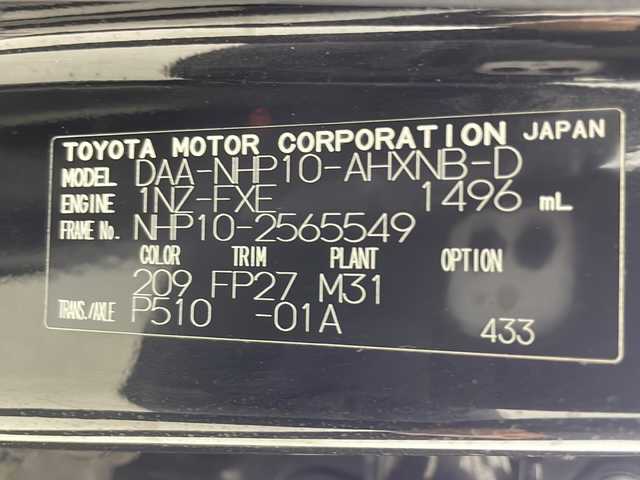 TOYOTA MOTOR CORPORATION JAPAN
MODEL DAA-NHP10-AHXNB-D
ENGINE 1NZ-FXE 1496 mL
FRAME No. NHP10-2565549
COLOR TRIM PLANT OPTION
209 FP27 M31
TRANS./AXLE P510 -01A 433